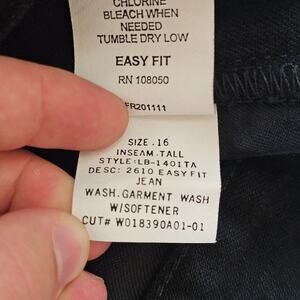 CHLORINE
BLEACH WHEN
NEEDED
TUMBLE DRY LOW
EASY FIT
RN 108050
FR201111
SIZE.16
INSEAM.TALL
STYLE:LB-1401TA
DESC: 2610 EASY FIT
JEAN
WASH.GARMENT WASH
W/SOFTENER
CUT# W018390A01-01